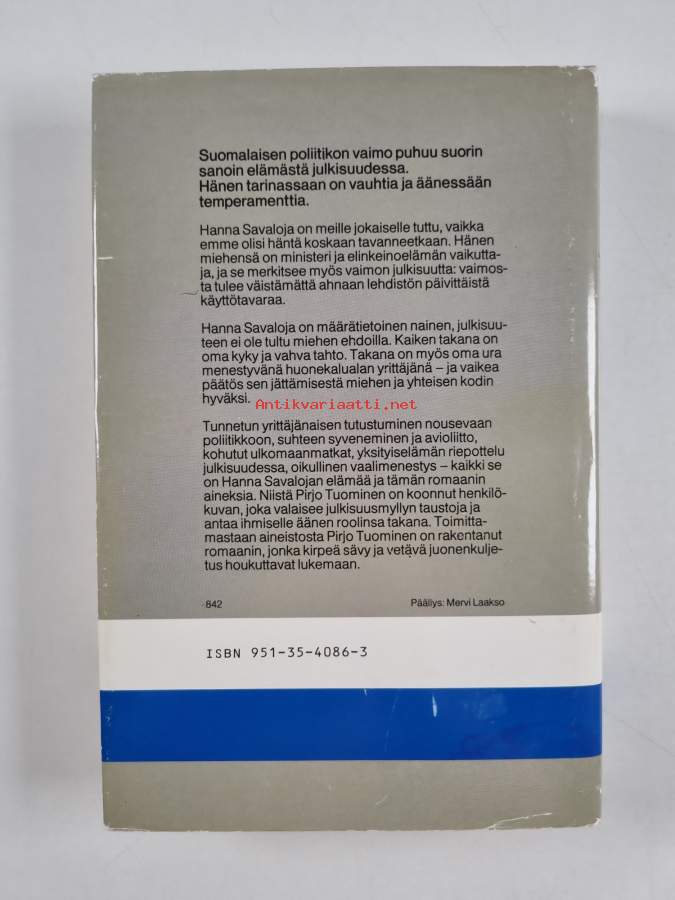 Suomalaisen poliitikon vaimo puhuu suorin
sanoin elämästä julkisuudessa.
Hänen tarinassaan on vauhtia ja äänessään
temperamenttia.
Hanna Savaloja on meille jokaiselle tuttu, vaikka
emme olisi häntä koskaan tavanneetkaan. Hänen
miehensä on ministeri ja elinkeinoelämän vaikutta-
ja, ja se merkitsee myös vaimon julkisuutta: vaimos-
ta tulee väistämättä ahnaan lehdistön päivittäistä
käyttötavaraa.
Hanna Savaloja on määrätietoinen nainen, julkisuu-
teen ei ole tultu miehen ehdoilla. Kaiken takana on
oma kyky ja vahva tahto. Takana on myös oma ura
menestyvänä huonekalualan yrittäjänä – ja vaikea
päätös sen jättämisestä miehen ja yhteisen kodin
hyväksi.
Antikvariaatti.net
Tunnetun yrittäjänaisen tutustuminen nousevaan
poliitikkoon, suhteen syveneminen ja avioliitto,
kohutut ulkomaanmatkat, yksityiselämän riepottelu
julkisuudessa, oikullinen vaalimenestys – kaikki se
on Hanna Savalojan elämää ja tämän romaanin
aineksia. Niistä Pirjo Tuominen on koonnut henkilö-
kuvan, joka valaisee julkisuusmyllyn taustoja ja
antaa ihmiselle äänen roolinsa takana. Toimitta-
mastaan aineistosta Pirjo Tuominen on rakentanut
romaanin, jonka kirpeä sävy ja vetävä juonenkulje-
tus houkuttavat lukemaan.
842 Päällys: Mervi Laakso
ISBN 951-35-4086-3